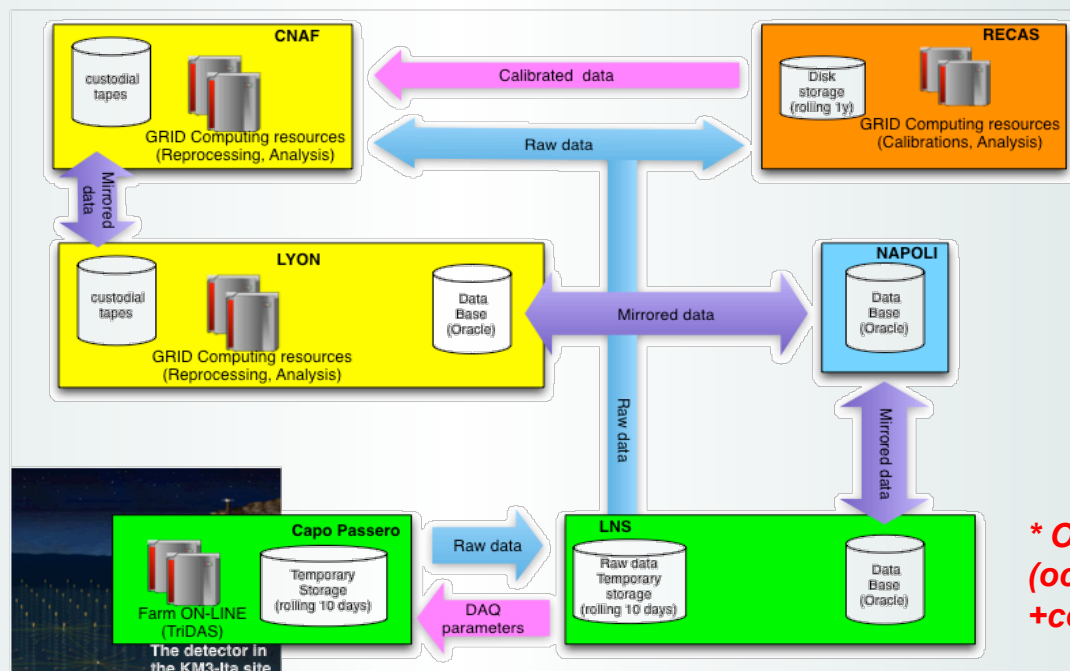 CNAF
custodial
tapes
GRID Computing resources
(Reprocessing, Analysis)
Calibrated data
RECAS
Disk
storage
(rolling 1y)
GRID Computing resources
(Calibrations, Analysis)
Raw data
Mirrored
data
LYON
custodial
tapes
GRID Computing resources
(Reprocessing, Analysis)
Data
Base
(Oracle)
Mirrored data
NAPOLI
Data
Base
(Oracle)
Raw data
Mirrored data
Capo Passero
Farm ON-LINE
(TriDAS)
Temporary
Storage
(rolling 10 days)
The detector in
the KM3-Ita site
Raw data
DAQ
parameters
LNS
Raw data
Temporary
storage
(rolling 10 days)
Data
Base
(Oracle)